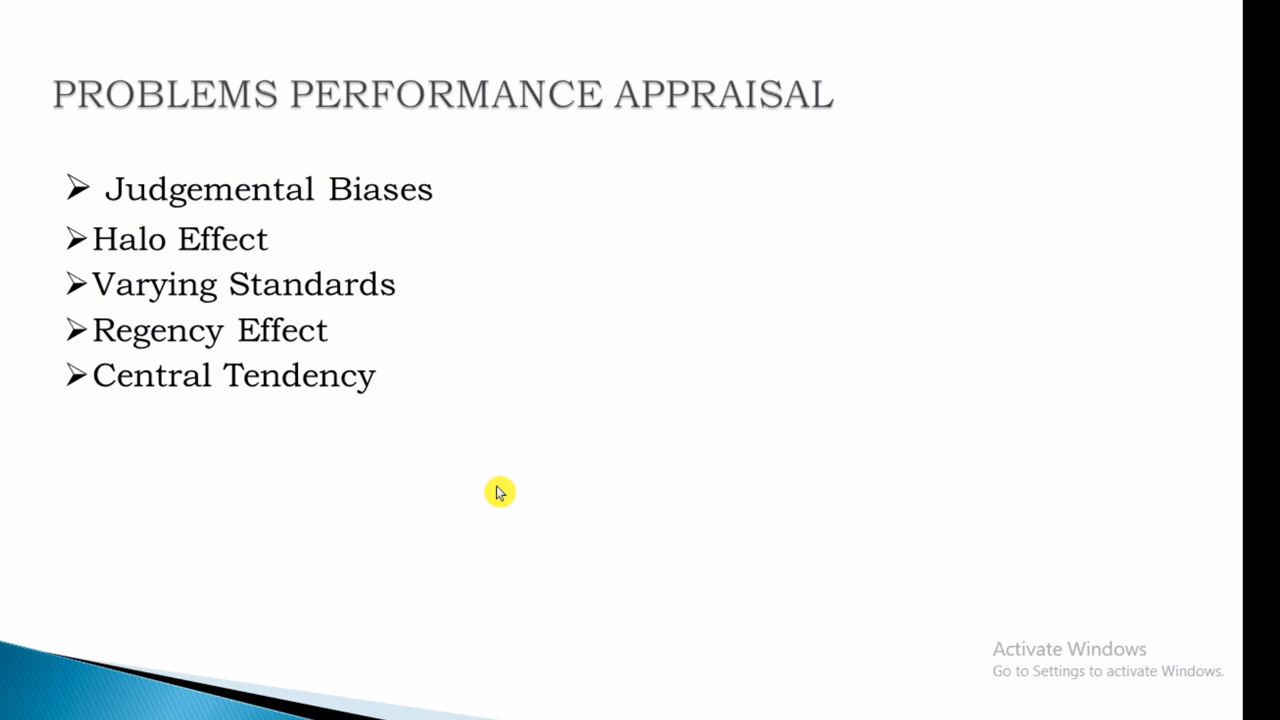 PROBLEMS PERFORMANCE APPRAISAL
Judgemental Biases
Halo Effect
Varying Standards
Regency Effect
Central Tendency
Activate Windows
Go to Settings to activate Windows.